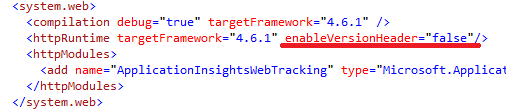 <system.web>
<compilation debug="true" targetFramework="4.6.1" />
<httpRuntime targetFramework="4.6.1" enableVersionHeader="false"/>
<httpModules>
<add name="ApplicationInsightsWebTracking" type="Microsoft.Applicat
</httpModules>
</system.web>